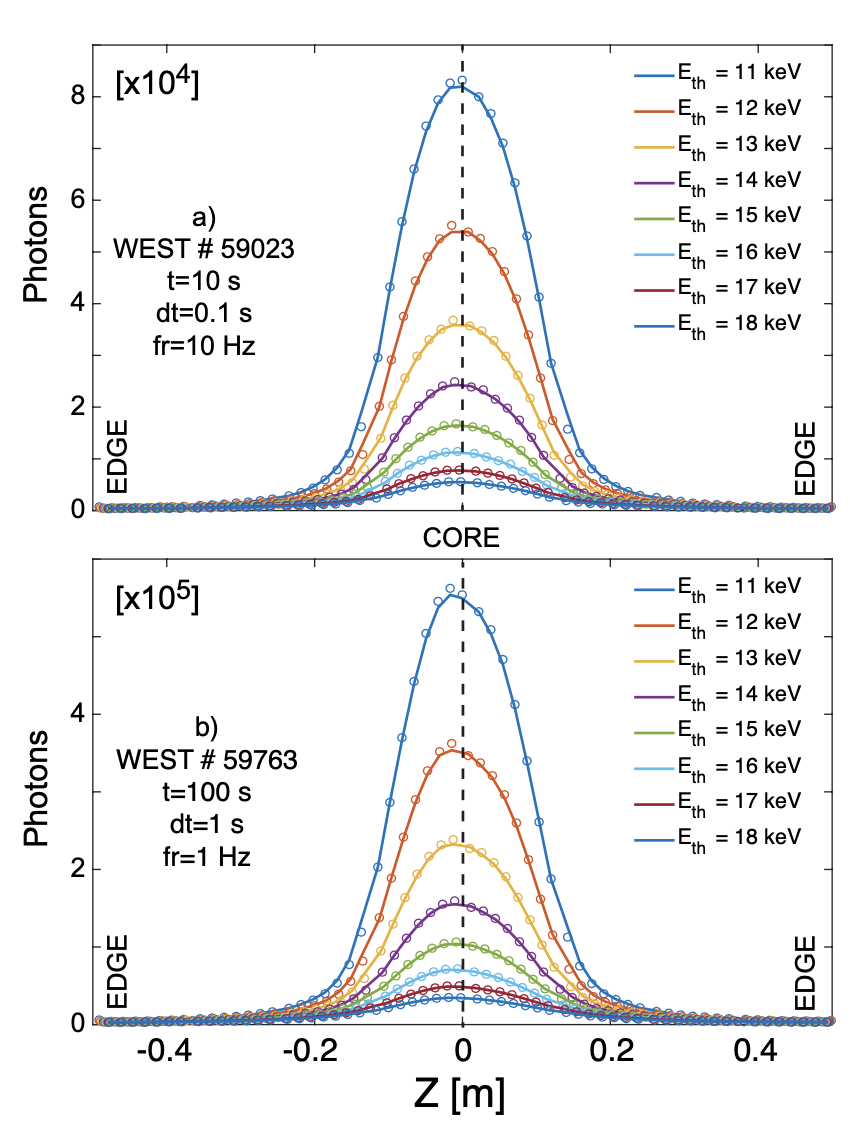 [x10⁴]
8
6
4
2
0
Photons
a)
WEST # 59023
t=10 s
dt=0.1 s
fr=10 Hz
EDGE
EDGE
E_th = 11 keV
E_th = 12 keV
E_th = 13 keV
E_th = 14 keV
E_th = 15 keV
E_th = 16 keV
E_th = 17 keV
E_th = 18 keV
CORE
[x10⁵]
4
2
0
Photons
b)
WEST # 59763
t=100 s
dt=1 s
fr=1 Hz
EDGE
EDGE
E_th = 11 keV
E_th = 12 keV
E_th = 13 keV
E_th = 14 keV
E_th = 15 keV
E_th = 16 keV
E_th = 17 keV
E_th = 18 keV
-0.4 -0.2 0 0.2 0.4
Z [m]